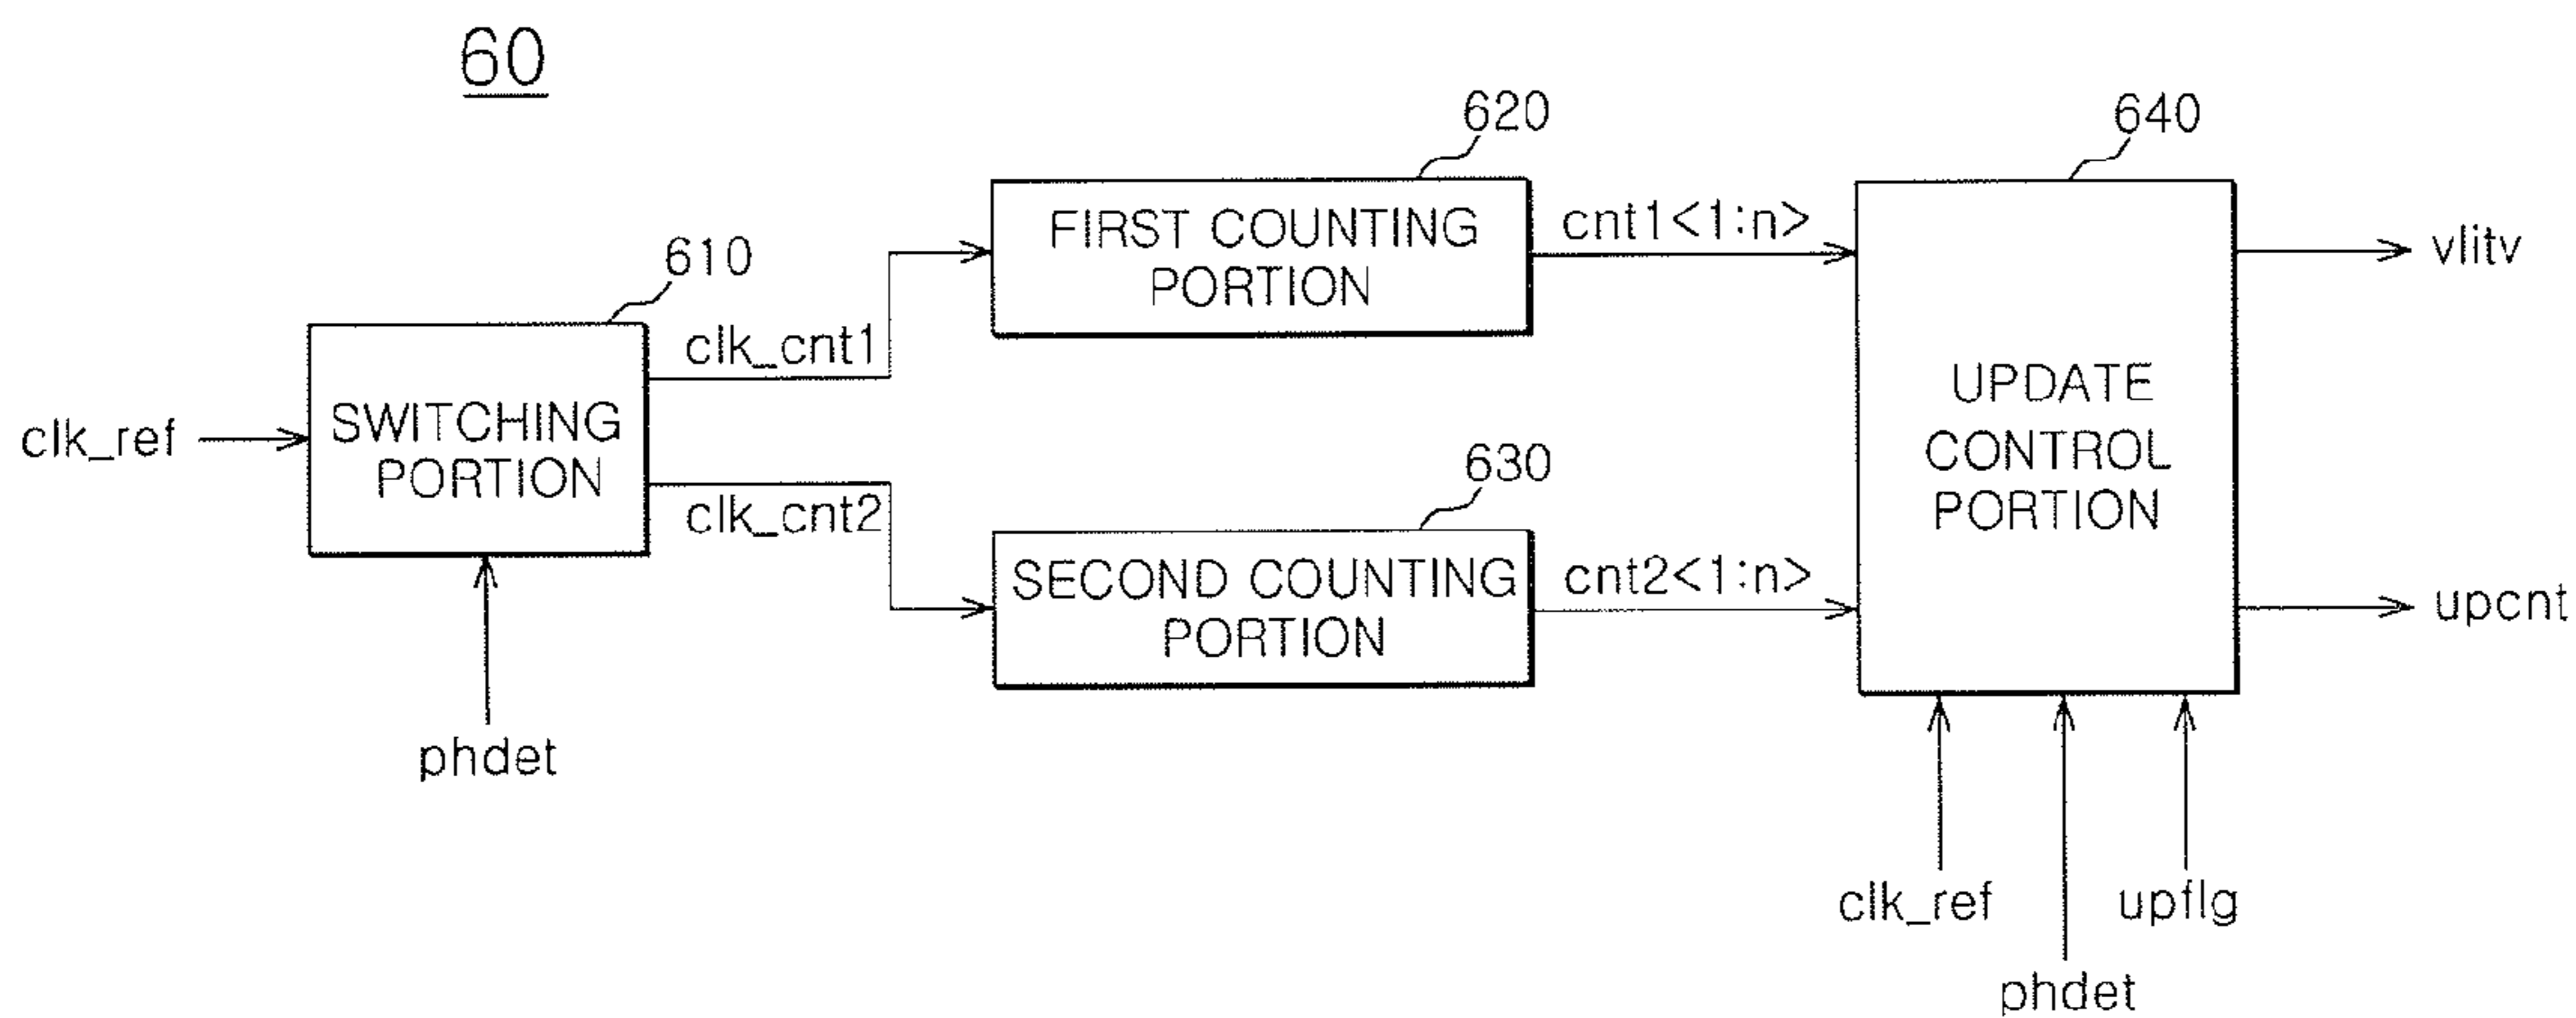 60
620
640
FIRST COUNTING
PORTION
cnt1<1:n>
vlitv
610
clk_cnt1
clk_ref
SWITCHING
PORTION
UPDATE
CONTROL
PORTION
clk_cnt2
630
SECOND COUNTING
PORTION
cnt2<1:n>
upcnt
phdet
clk_ref
upflg
phdet